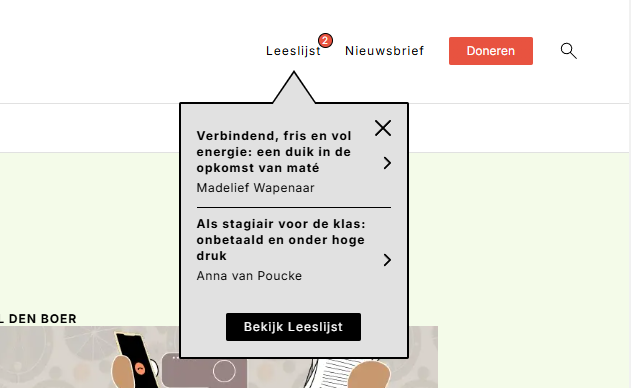 Leeslijst 2 Nieuwsbrief Doneren
Verbindend, fris en vol
energie: een duik in de
opkomst van maté
Madelief Wapenaar
Als stagiair voor de klas:
onbetaald en onder hoge
druk
Anna van Poucke
Bekijk Leeslijst
L DEN BOER